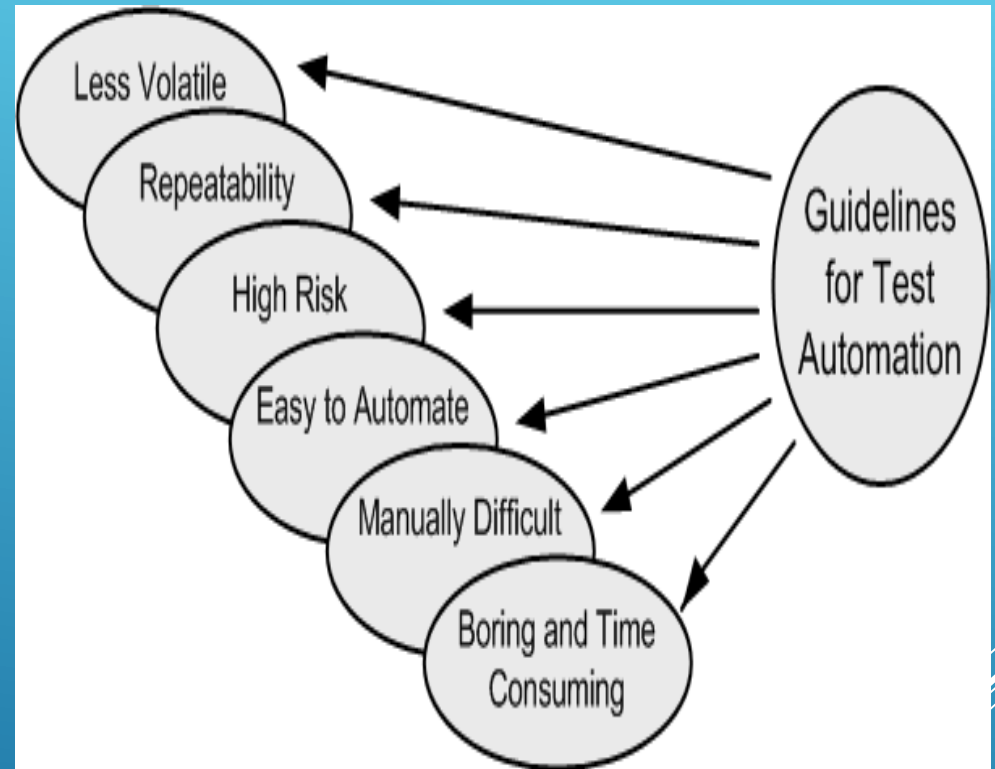 Less Volatile
Repeatability
High Risk
Easy to Automate
Manually Difficult
Boring and Time
Consuming
Guidelines
for Test
Automation